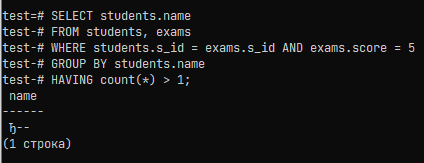 test=# SELECT students.name
test-# FROM students, exams
test-# WHERE students.s_id = exams.s_id AND exams.score = 5
test-# GROUP BY students.name
test-# HAVING count(*) > 1;
name
------
ђ--
(1 строка)